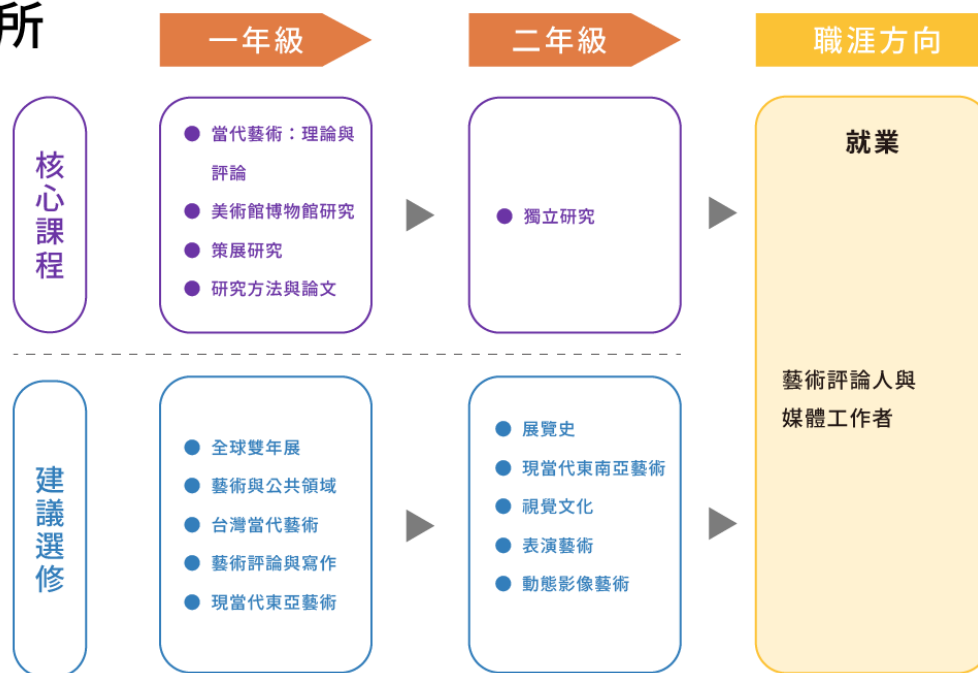 所
一年級
二年級
職涯方向
核心課程
● 當代藝術：理論與
評論
● 美術館博物館研究
● 策展研究
● 研究方法與論文
● 獨立研究
就業
藝術評論人與
媒體工作者
建議選修
● 全球雙年展
● 藝術與公共領域
● 台灣當代藝術
● 藝術評論與寫作
● 現當代東亞藝術
● 展覽史
● 現當代東南亞藝術
● 視覺文化
● 表演藝術
● 動態影像藝術